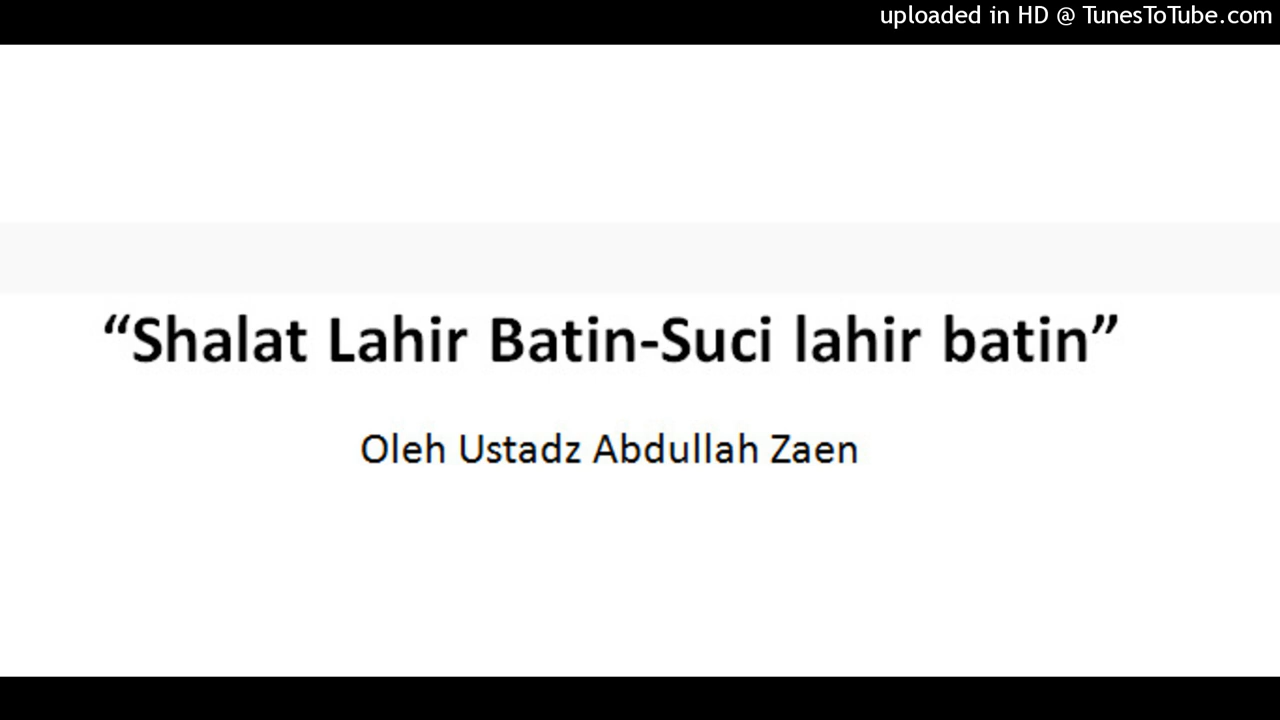 uploaded in HD @ TunesToTube.com
“Shalat Lahir Batin-Suci lahir batin”
Oleh Ustadz Abdullah Zaen